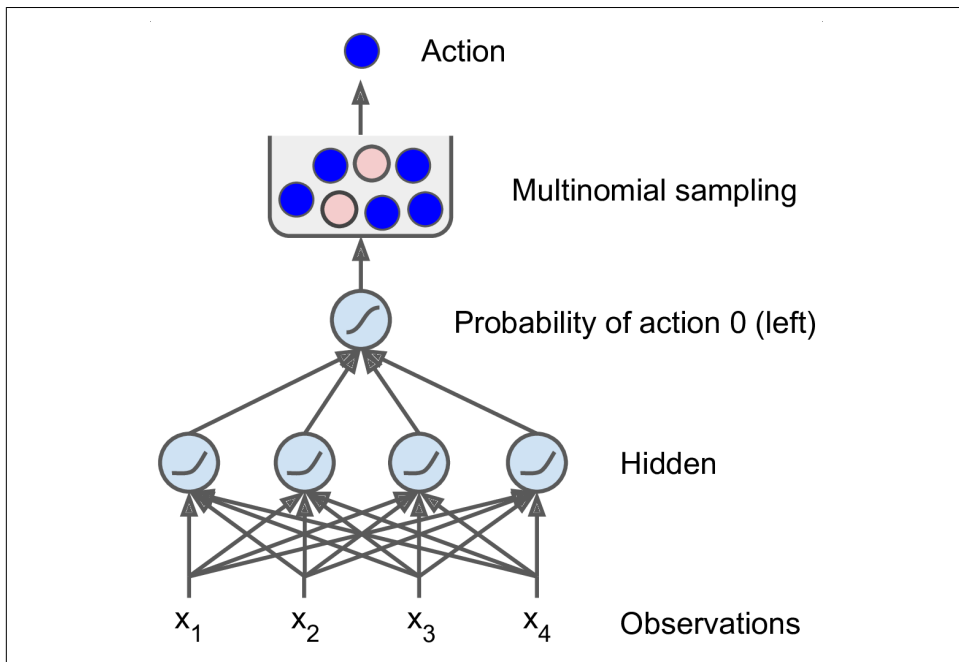 Action
Multinomial sampling
Probability of action 0 (left)
Hidden
x₁ x₂ x₃ x₄ Observations